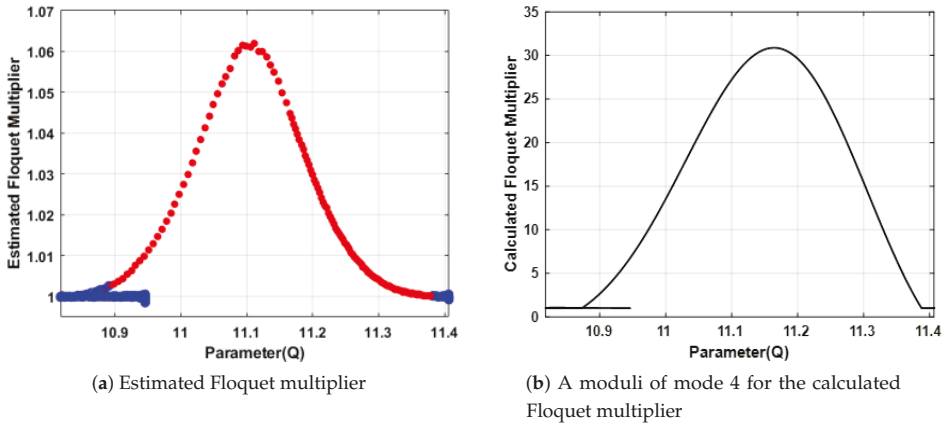 1.07
1.06
1.05
1.04
1.03
1.02
1.01
1
Estimated Floquet Multiplier
10.9 11 11.1 11.2 11.3 11.4
Parameter(Q)
(a) Estimated Floquet multiplier
35
30
25
20
15
10
5
0
Calculated Floquet Multiplier
10.9 11 11.1 11.2 11.3 11.4
Parameter(Q)
(b) A moduli of mode 4 for the calculated
Floquet multiplier